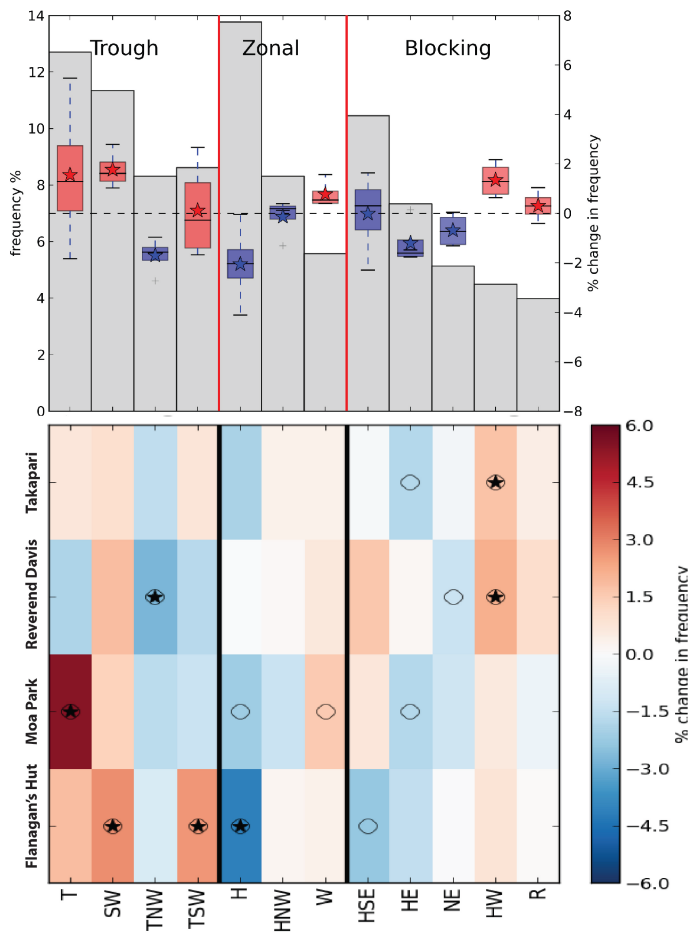 14
12
10
8
6
4
2
0
frequency %
Trough
Zonal
Blocking
8
6
4
2
0
−2
−4
−6
−8
% change in frequency
Takapari
Reverend Davis
Moa Park
Flanagan's Hut
T
SW
TNW
TSW
H
HNW
W
HSE
HE
NE
HW
R
6.0
4.5
3.0
1.5
0.0
−1.5
−3.0
−4.5
−6.0
% change in frequency